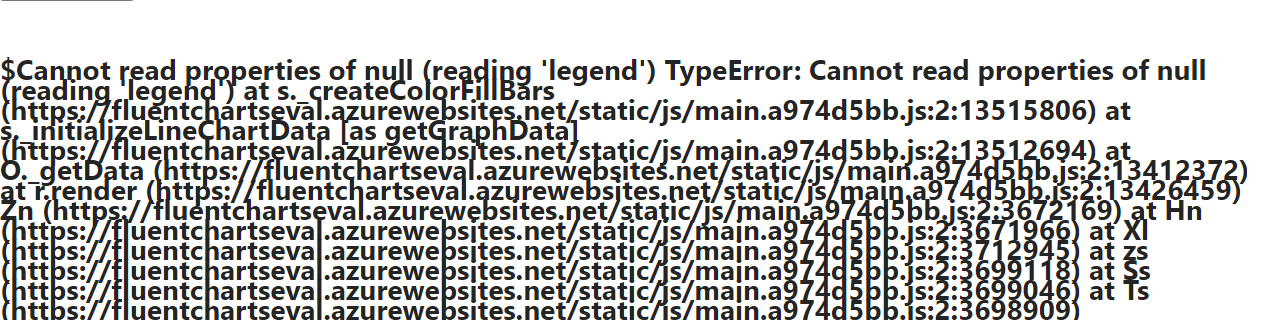 $Cannot read properties of null (reading 'legend') TypeError: Cannot read properties of null
(reading 'legend') at s._createColorFillBars
(https://fluentchartseval.azurewebsites.net/static/js/main.a974d5bb.js:2:13515806) at
s._initializeLineChartData [as getGraphData]
(https://fluentchartseval.azurewebsites.net/static/js/main.a974d5bb.js:2:13512694) at
O._getData (https://fluentchartseval.azurewebsites.net/static/js/main.a974d5bb.js:2:13412372)
at r.render (https://fluentchartseval.azurewebsites.net/static/js/main.a974d5bb.js:2:13426459)
Zn (https://fluentchartseval.azurewebsites.net/static/js/main.a974d5bb.js:2:3672169) at Hn
(https://fluentchartseval.azurewebsites.net/static/js/main.a974d5bb.js:2:3671966) at Xl
(https://fluentchartseval.azurewebsites.net/static/js/main.a974d5bb.js:2:3712945) at zs
(https://fluentchartseval.azurewebsites.net/static/js/main.a974d5bb.js:2:3699118) at Ss
(https://fluentchartseval.azurewebsites.net/static/js/main.a974d5bb.js:2:3699046) at Ts
(https://fluentchartseval.azurewebsites.net/static/js/main.a974d5bb.js:2:3698909)